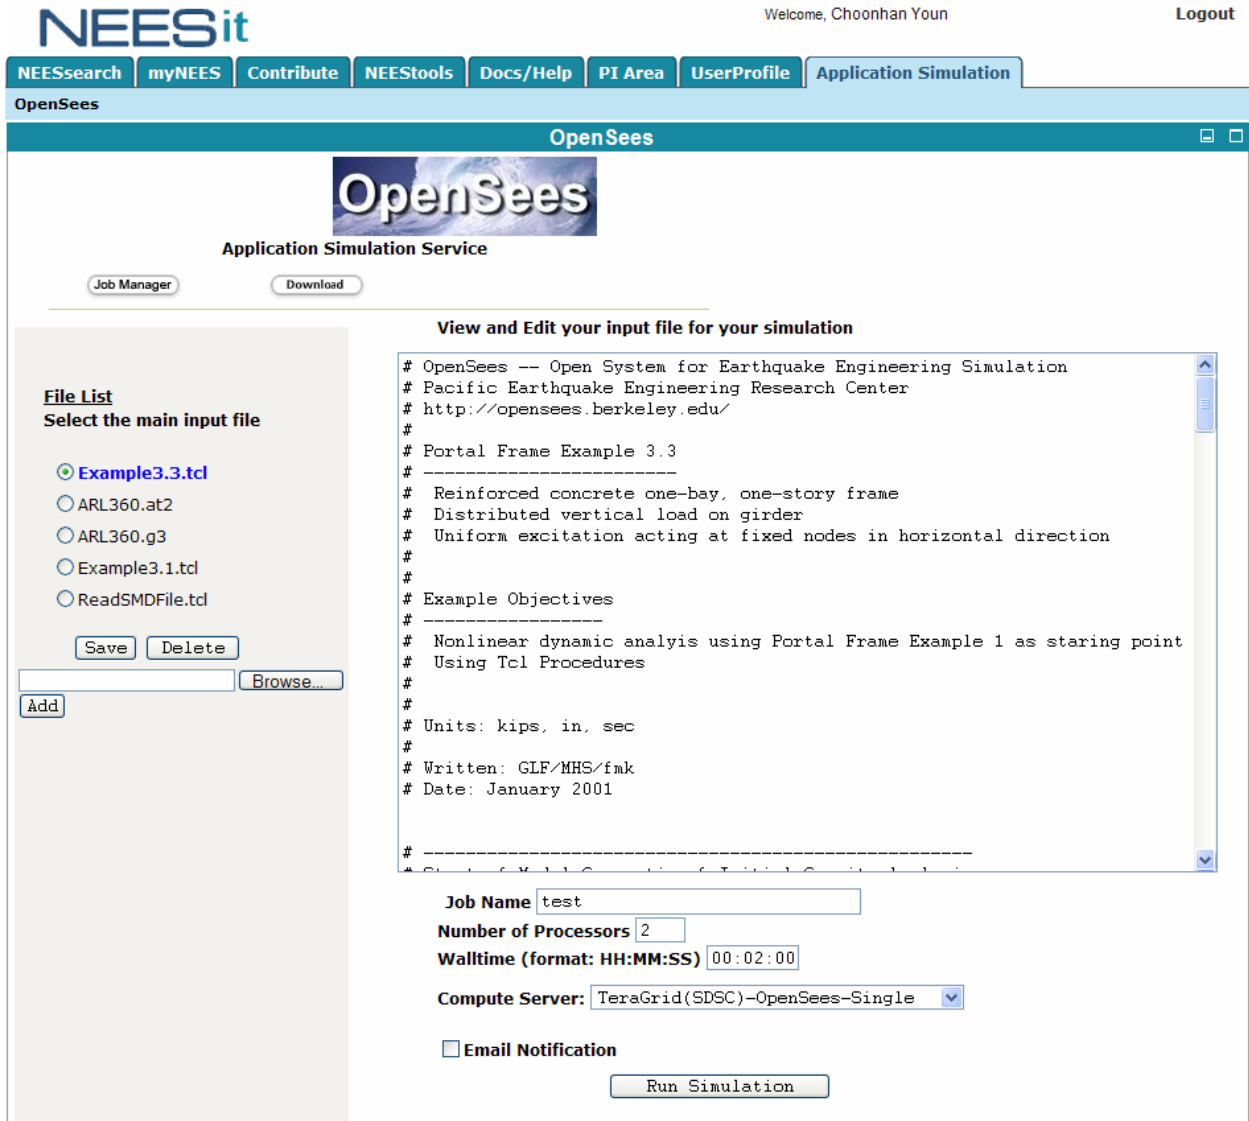 NEESit
Welcome, Choonhan Youn
Logout
NEESsearch myNEES Contribute NEEStools Docs/Help PI Area UserProfile Application Simulation
OpenSees
OpenSees
OpenSees
Application Simulation Service
Job Manager Download
View and Edit your input file for your simulation
File List
Select the main input file
Example3.3.tcl
ARL360.at2
ARL360.g3
Example3.1.tcl
ReadSMDFile.tcl
Save Delete
Browse...
Add
# OpenSees -- Open System for Earthquake Engineering Simulation
# Pacific Earthquake Engineering Research Center
# http://opensees.berkeley.edu/
#
# Portal Frame Example 3.3
# ------------------------
#  Reinforced concrete one-bay, one-story frame
#  Distributed vertical load on girder
#  Uniform excitation acting at fixed nodes in horizontal direction
#
#
# Example Objectives
# -----------------
#  Nonlinear dynamic analyis using Portal Frame Example 1 as staring point
#  Using Tcl Procedures
#
#
# Units: kips, in, sec
#
# Written: GLF/MHS/fmk
# Date: January 2001
# ----------------------------------------------------
Job Name test
Number of Processors 2
Walltime (format: HH:MM:SS) 00:02:00
Compute Server: TeraGrid(SDSC)-OpenSees-Single
Email Notification
Run Simulation